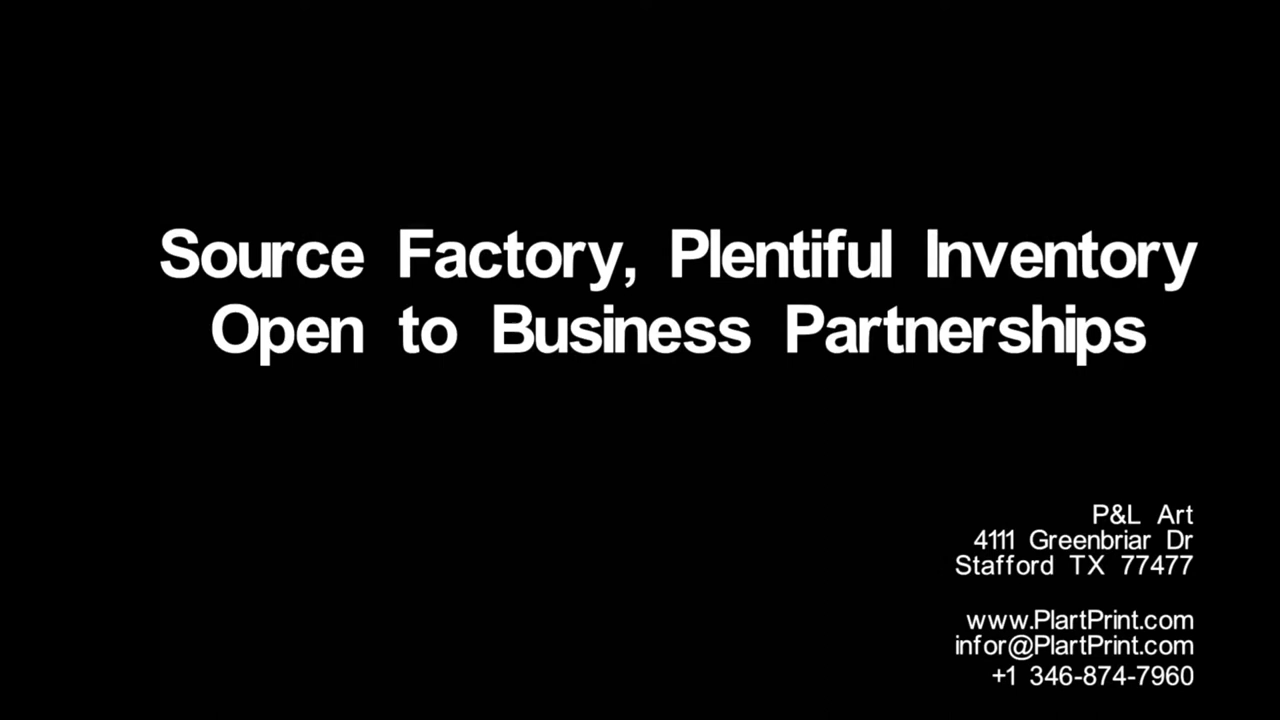 Source Factory, Plentiful Inventory
Open to Business Partnerships
P&L Art
4111 Greenbriar Dr
Stafford TX 77477
www.PlartPrint.com
infor@PlartPrint.com
+1 346-874-7960